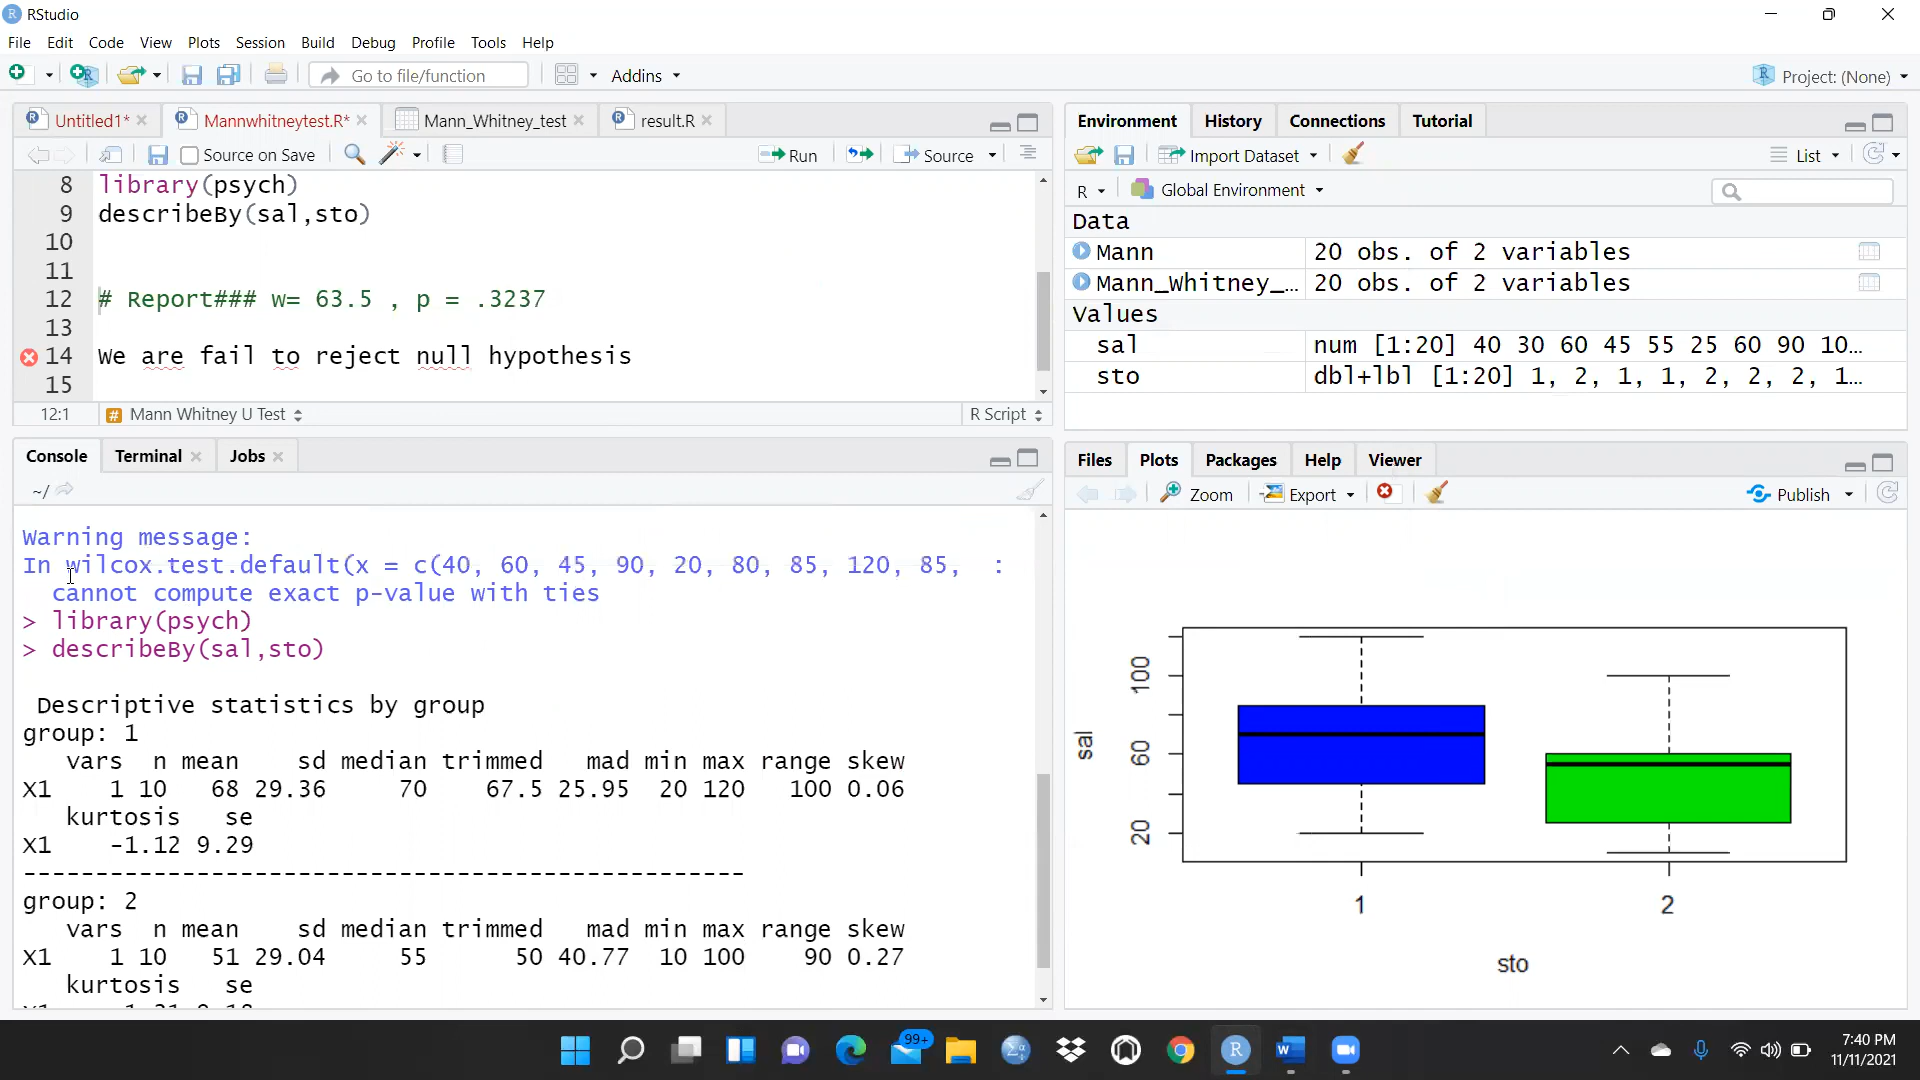 RStudio
File Edit Code View Plots Session Build Debug Profile Tools Help
Go to file/function Addins Project: (None)
Untitled1* Mannwhitneytest.R* Mann_Whitney_test result.R
Source on Save Run Source
8 library(psych)
9 describeBy(sal,sto)
10
11
12 # Report### w= 63.5 , p = .3237
13
14 We are fail to reject null hypothesis
15
12:1 # Mann Whitney U Test R Script
Console Terminal Jobs
~/
Warning message:
In wilcox.test.default(x = c(40, 60, 45, 90, 20, 80, 85, 120, 85,  :
cannot compute exact p-value with ties
> library(psych)
> describeBy(sal,sto)
Descriptive statistics by group
group: 1
vars n mean sd median trimmed mad min max range skew
X1 1 10 68 29.36 70 67.5 25.95 20 120 100 0.06
kurtosis se
X1 -1.12 9.29
--------------------------------------------------
group: 2
vars n mean sd median trimmed mad min max range skew
X1 1 10 51 29.04 55 50 40.77 10 100 90 0.27
kurtosis se
Environment History Connections Tutorial
Import Dataset List
R Global Environment
Data
Mann 20 obs. of 2 variables
Mann_Whitney_... 20 obs. of 2 variables
Values
sal num [1:20] 40 30 60 45 55 25 60 90 10...
sto dbl+lbl [1:20] 1, 2, 1, 1, 2, 2, 2, 1...
Files Plots Packages Help Viewer
Zoom Export Publish
sal
100
60
20
1 2
sto
99+
7:40 PM
11/11/2021